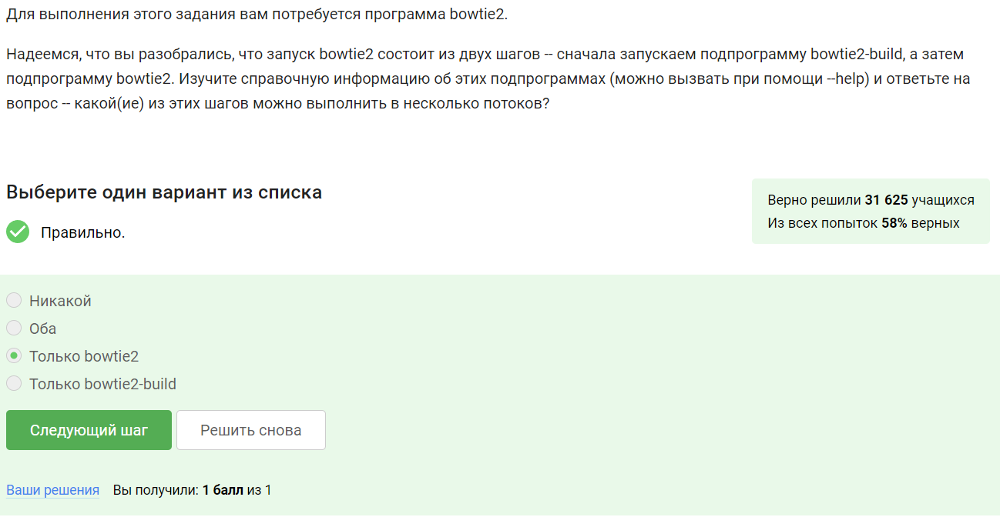 Для выполнения этого задания вам потребуется программа bowtie2.
Надеемся, что вы разобрались, что запуск bowtie2 состоит из двух шагов -- сначала запускаем подпрограмму bowtie2-build, а затем
подпрограмму bowtie2. Изучите справочную информацию об этих подпрограммах (можно вызвать при помощи --help) и ответьте на
вопрос -- какой(ие) из этих шагов можно выполнить в несколько потоков?
Выберите один вариант из списка
Правильно.
Верно решили 31 625 учащихся
Из всех попыток 58% верных
Никакой
Оба
Только bowtie2
Только bowtie2-build
Следующий шаг
Решить снова
Ваши решения Вы получили: 1 балл из 1